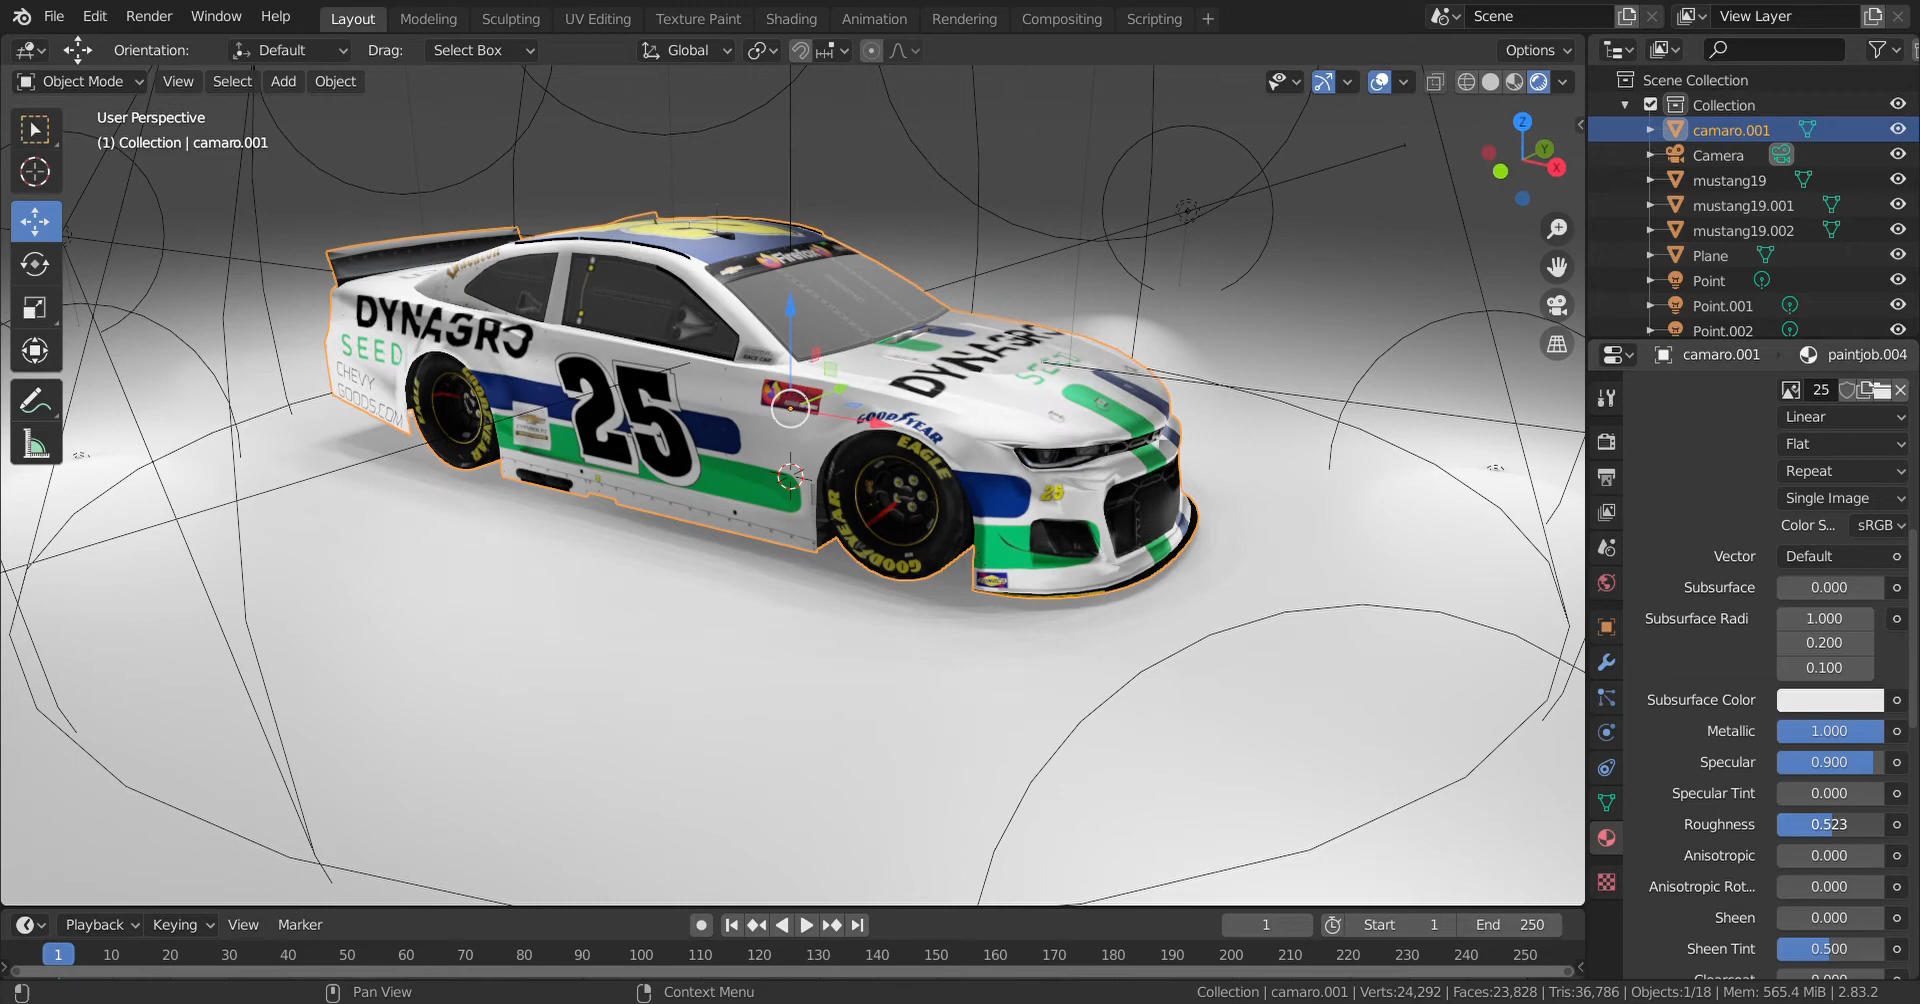 File Edit Render Window Help Layout Modeling Sculpting UV Editing Texture Paint Shading Animation Rendering Compositing Scripting Scene View Layer
Orientation: Default Drag: Select Box Global Options
Object Mode View Select Add Object
User Perspective
(1) Collection | camaro.001
Z
Y
X
Firefox
DYNAGRO
SEED
CHEVY
GOODS.COM
25
DYNAGRO
SEED
GOODYEAR
EAGLE
GOODYEAR
25
SUNOCO
Scene Collection
Collection
camaro.001
Camera
mustang19
mustang19.001
mustang19.002
Plane
Point
Point.001
Point.002
camaro.001 paintjob.004
25
Linear
Flat
Repeat
Single Image
Color S... sRGB
Vector Default
Subsurface 0.000
Subsurface Radi 1.000
0.200
0.100
Subsurface Color
Metallic 1.000
Specular 0.900
Specular Tint 0.000
Roughness 0.523
Anisotropic 0.000
Anisotropic Rot... 0.000
Sheen 0.000
Sheen Tint 0.500
Clearcoat 0.000
Playback Keying View Marker 1 Start 1 End 250
1 10 20 30 40 50 60 70 80 90 100 110 120 130 140 150 160 170 180 190 200 210 220 230 240 250
Pan View Context Menu Collection | camaro.001 | Verts:24,292 | Faces:23,828 | Tris:36,786 | Objects:1/18 | Mem: 565.4 MiB | 2.83.2